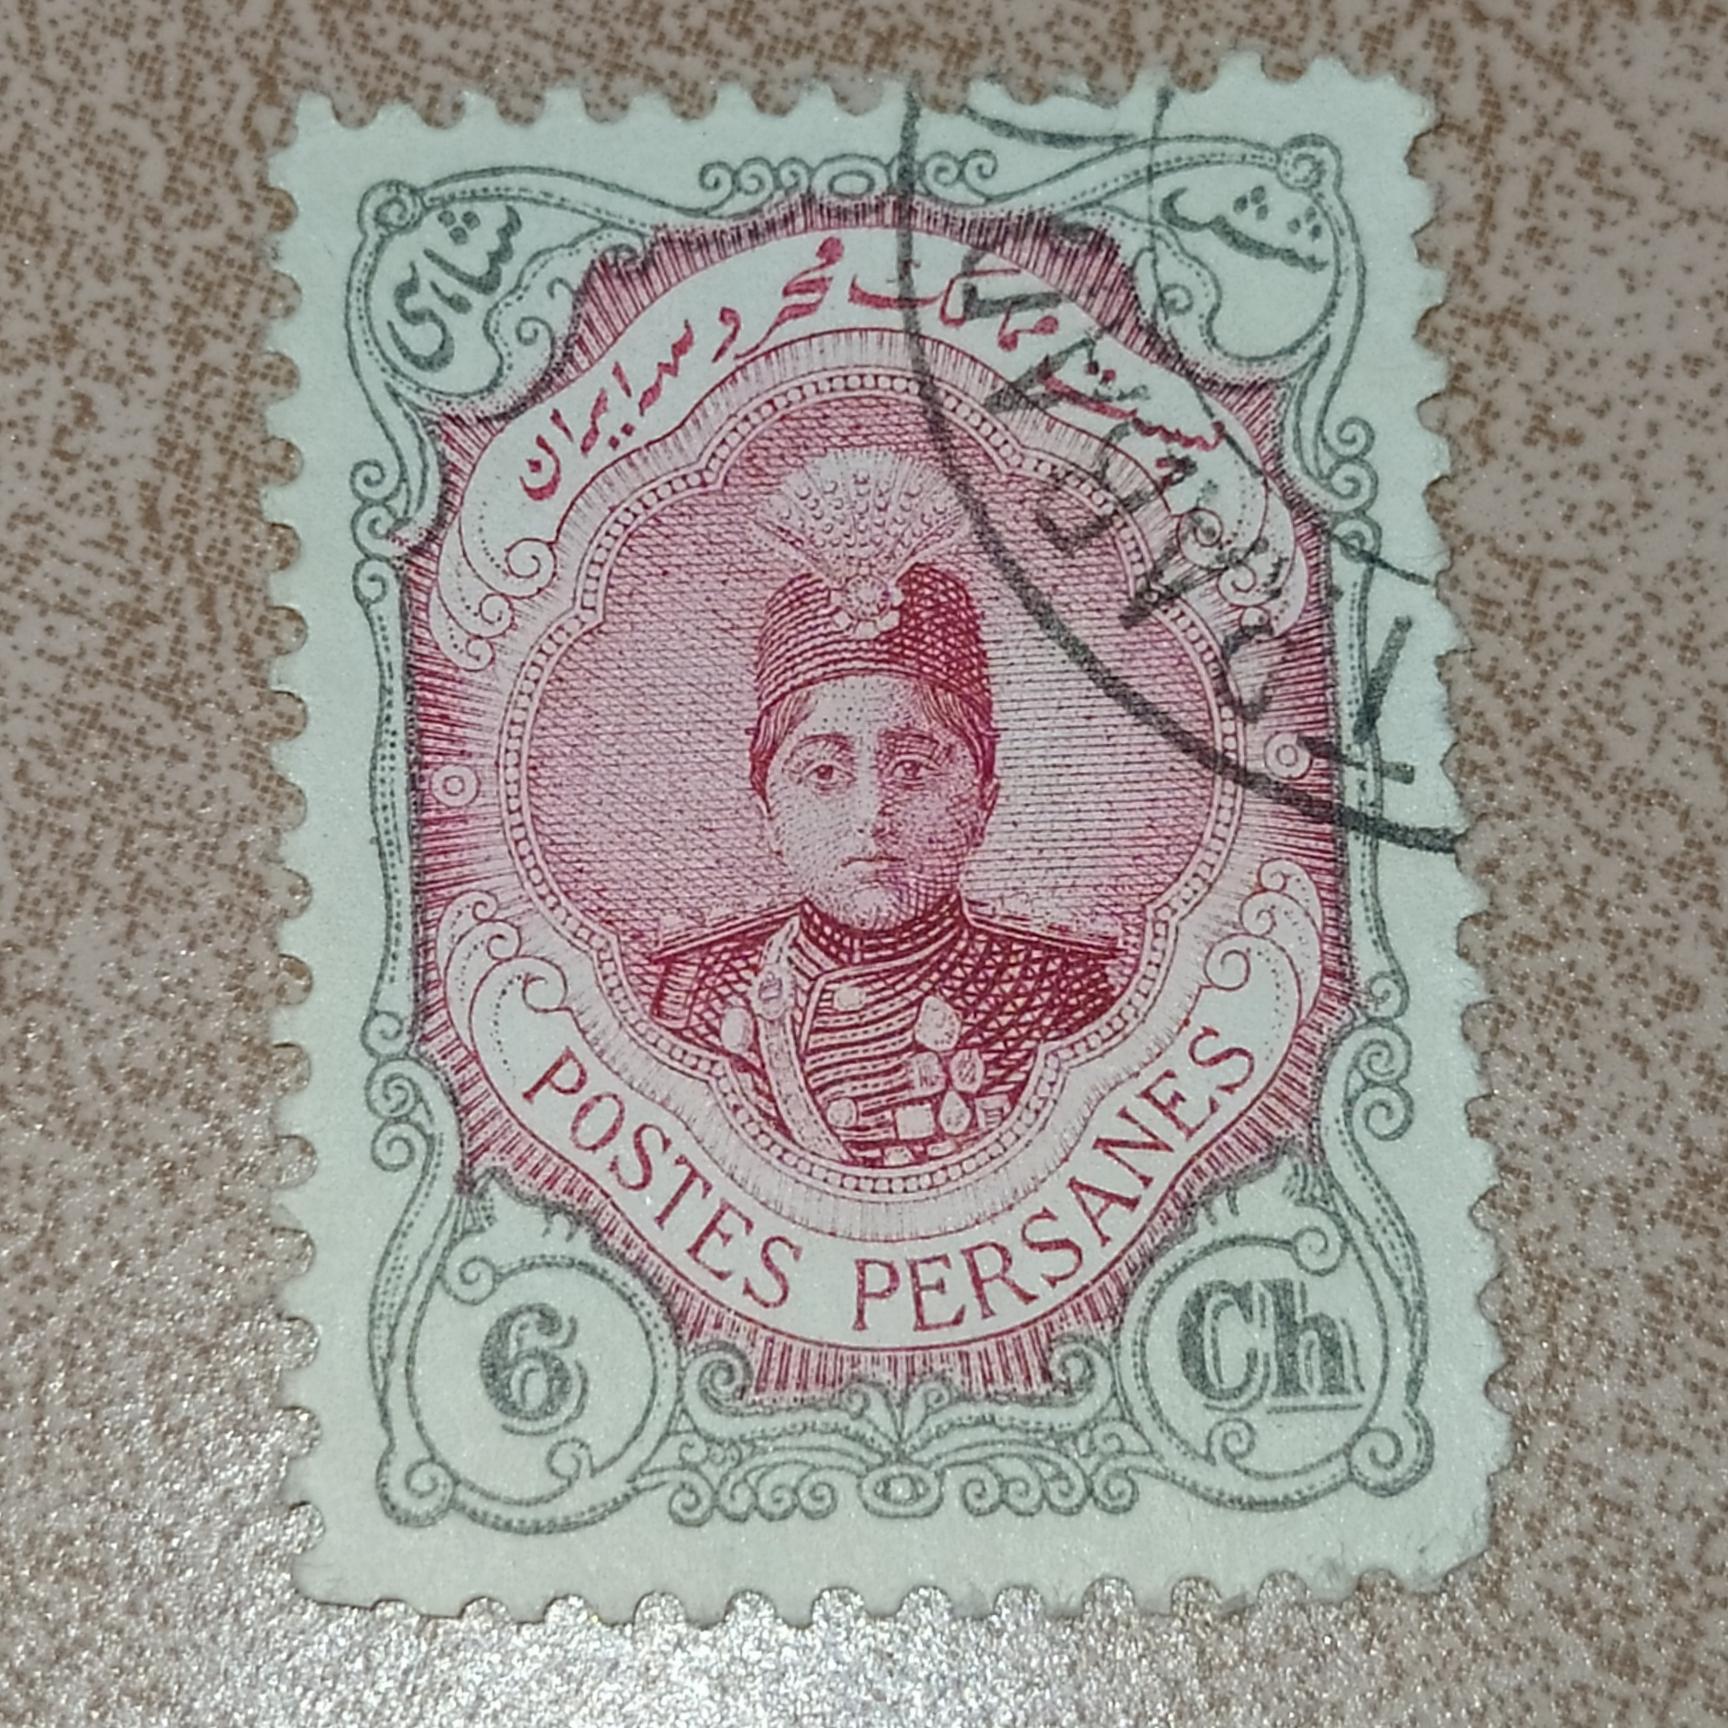 شش
شاهی
پست ممالک محروسه ایران
POSTES PERSANES
6
Ch